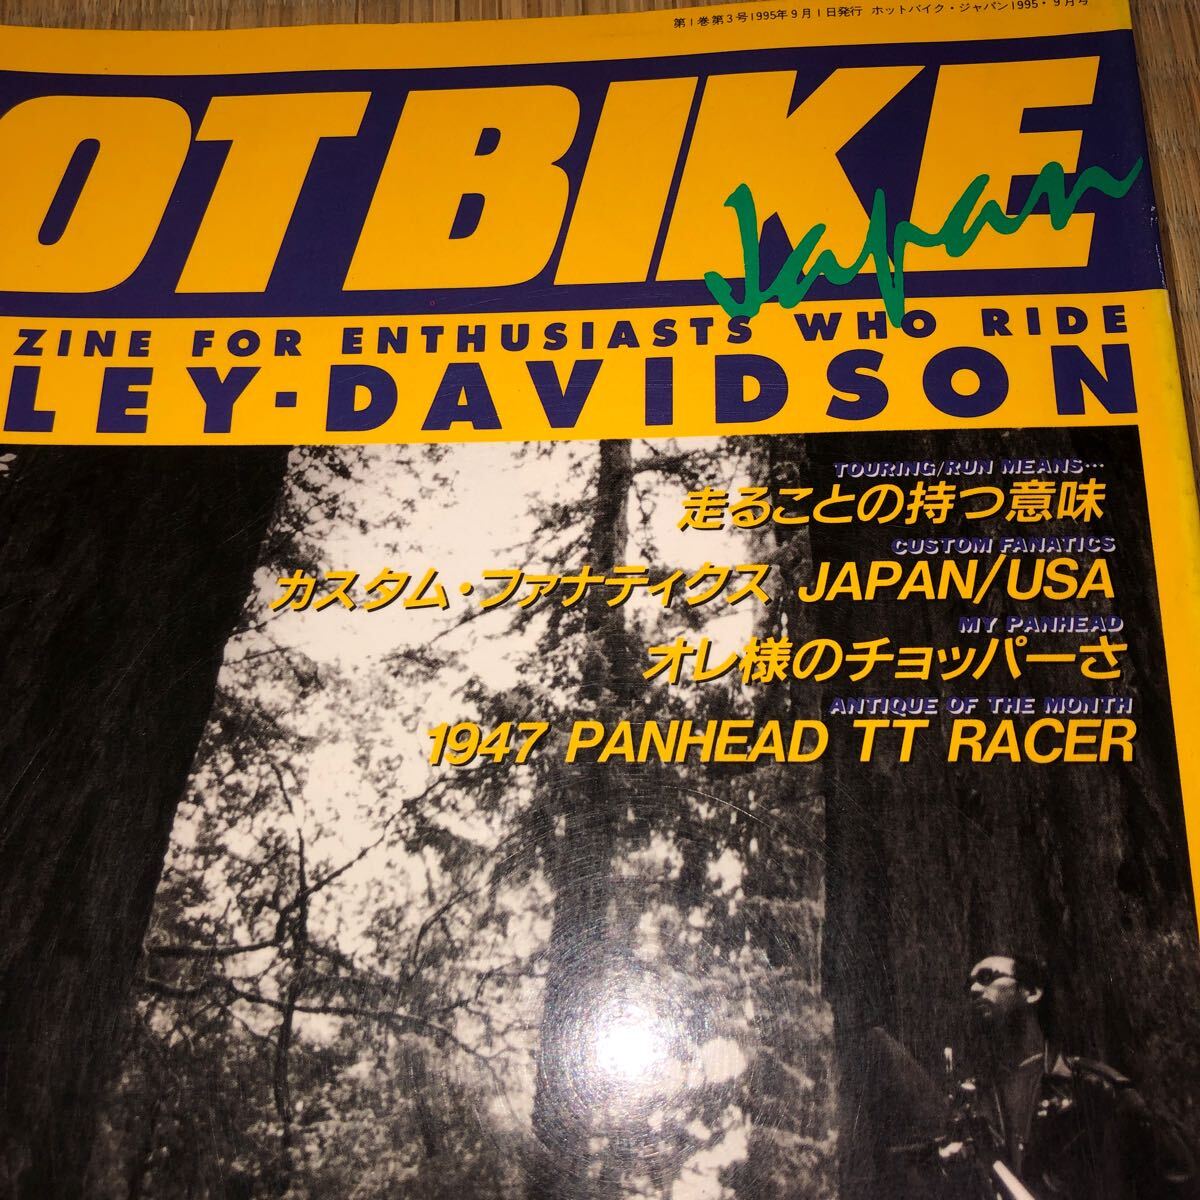 第1巻第3号1995年9月1日発行 ホットバイク・ジャパン1995・9月号
OT BIKE
Japan
ZINE FOR ENTHUSIASTS WHO RIDE
LEY-DAVIDSON
TOURING/RUN MEANS…
走ることの持つ意味
CUSTOM FANATICS
カスタム・ファナティクス JAPAN/USA
MY PANHEAD
オレ様のチョッパーさ
ANTIQUE OF THE MONTH
1947 PANHEAD TT RACER